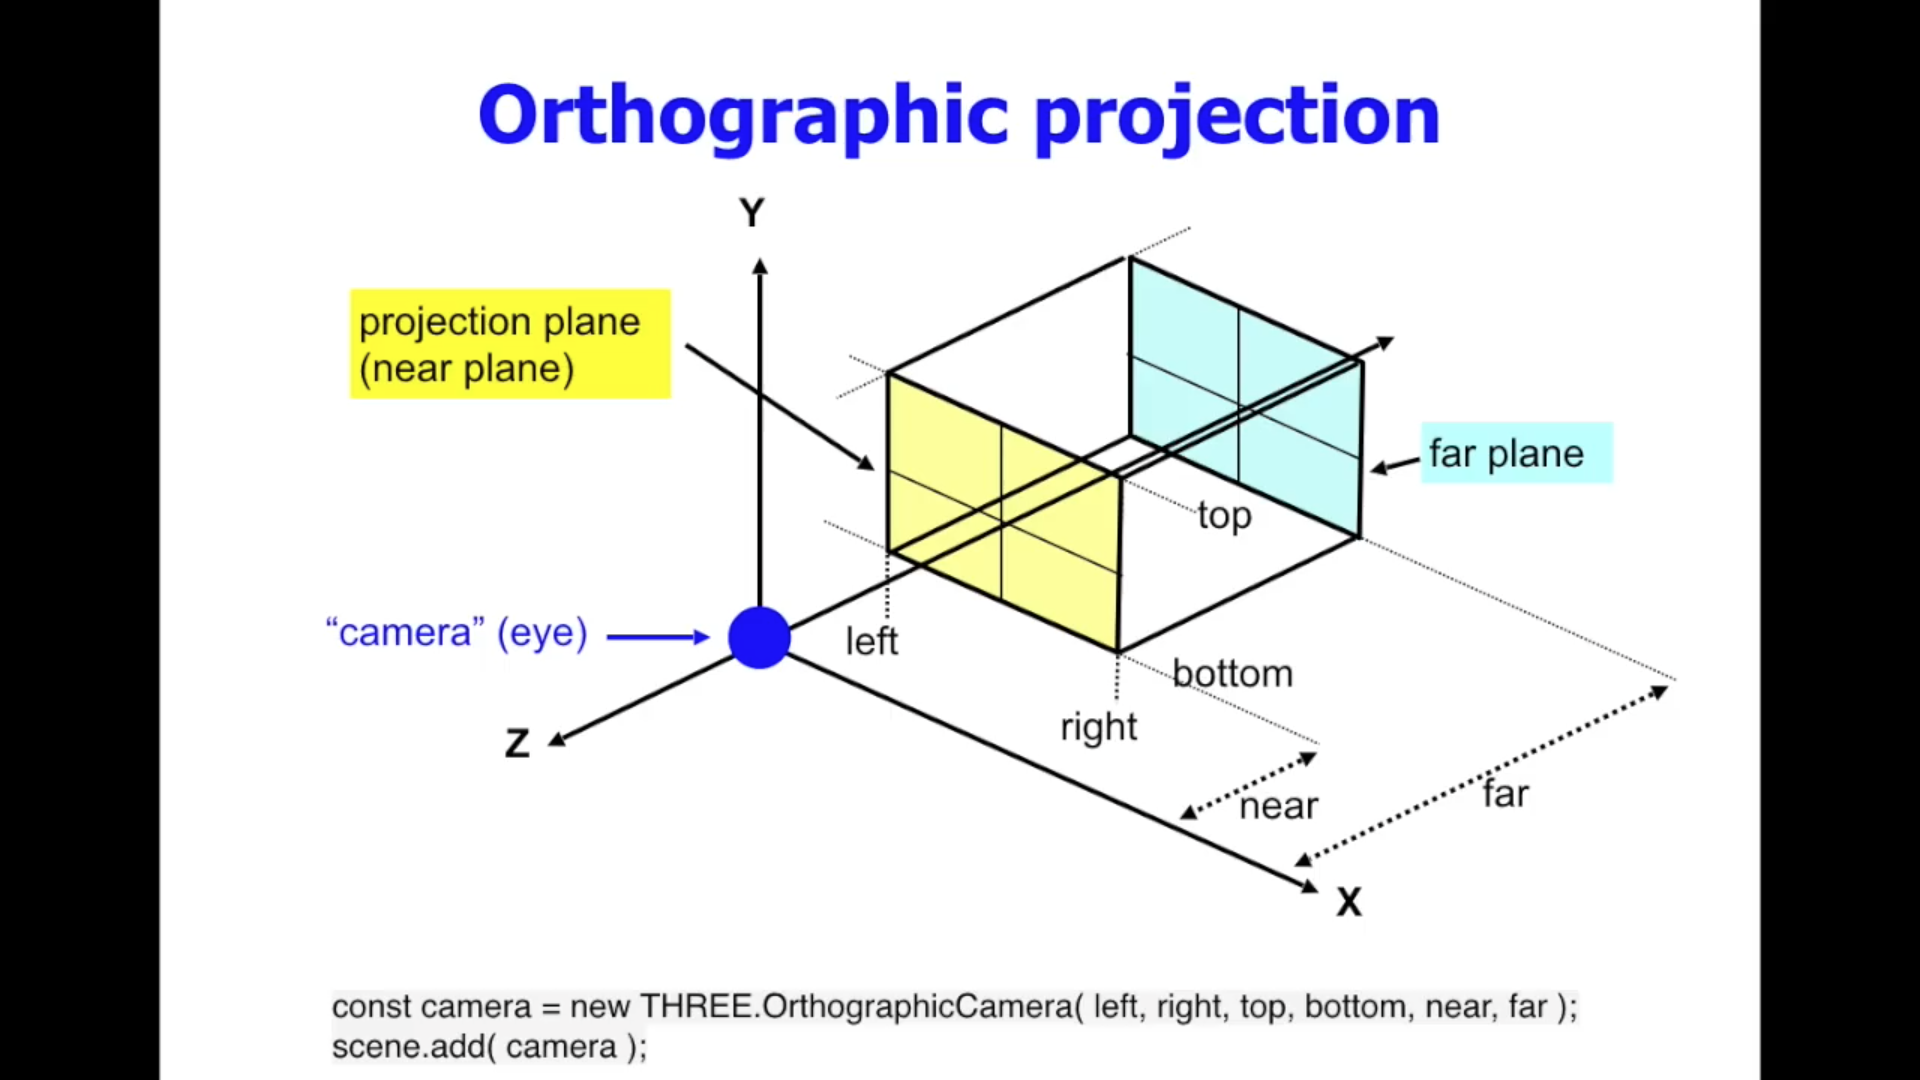 Orthographic projection
Y
projection plane
(near plane)
far plane
top
“camera” (eye)
left
bottom
right
Z
near
far
X
const camera = new THREE.OrthographicCamera( left, right, top, bottom, near, far );
scene.add( camera );